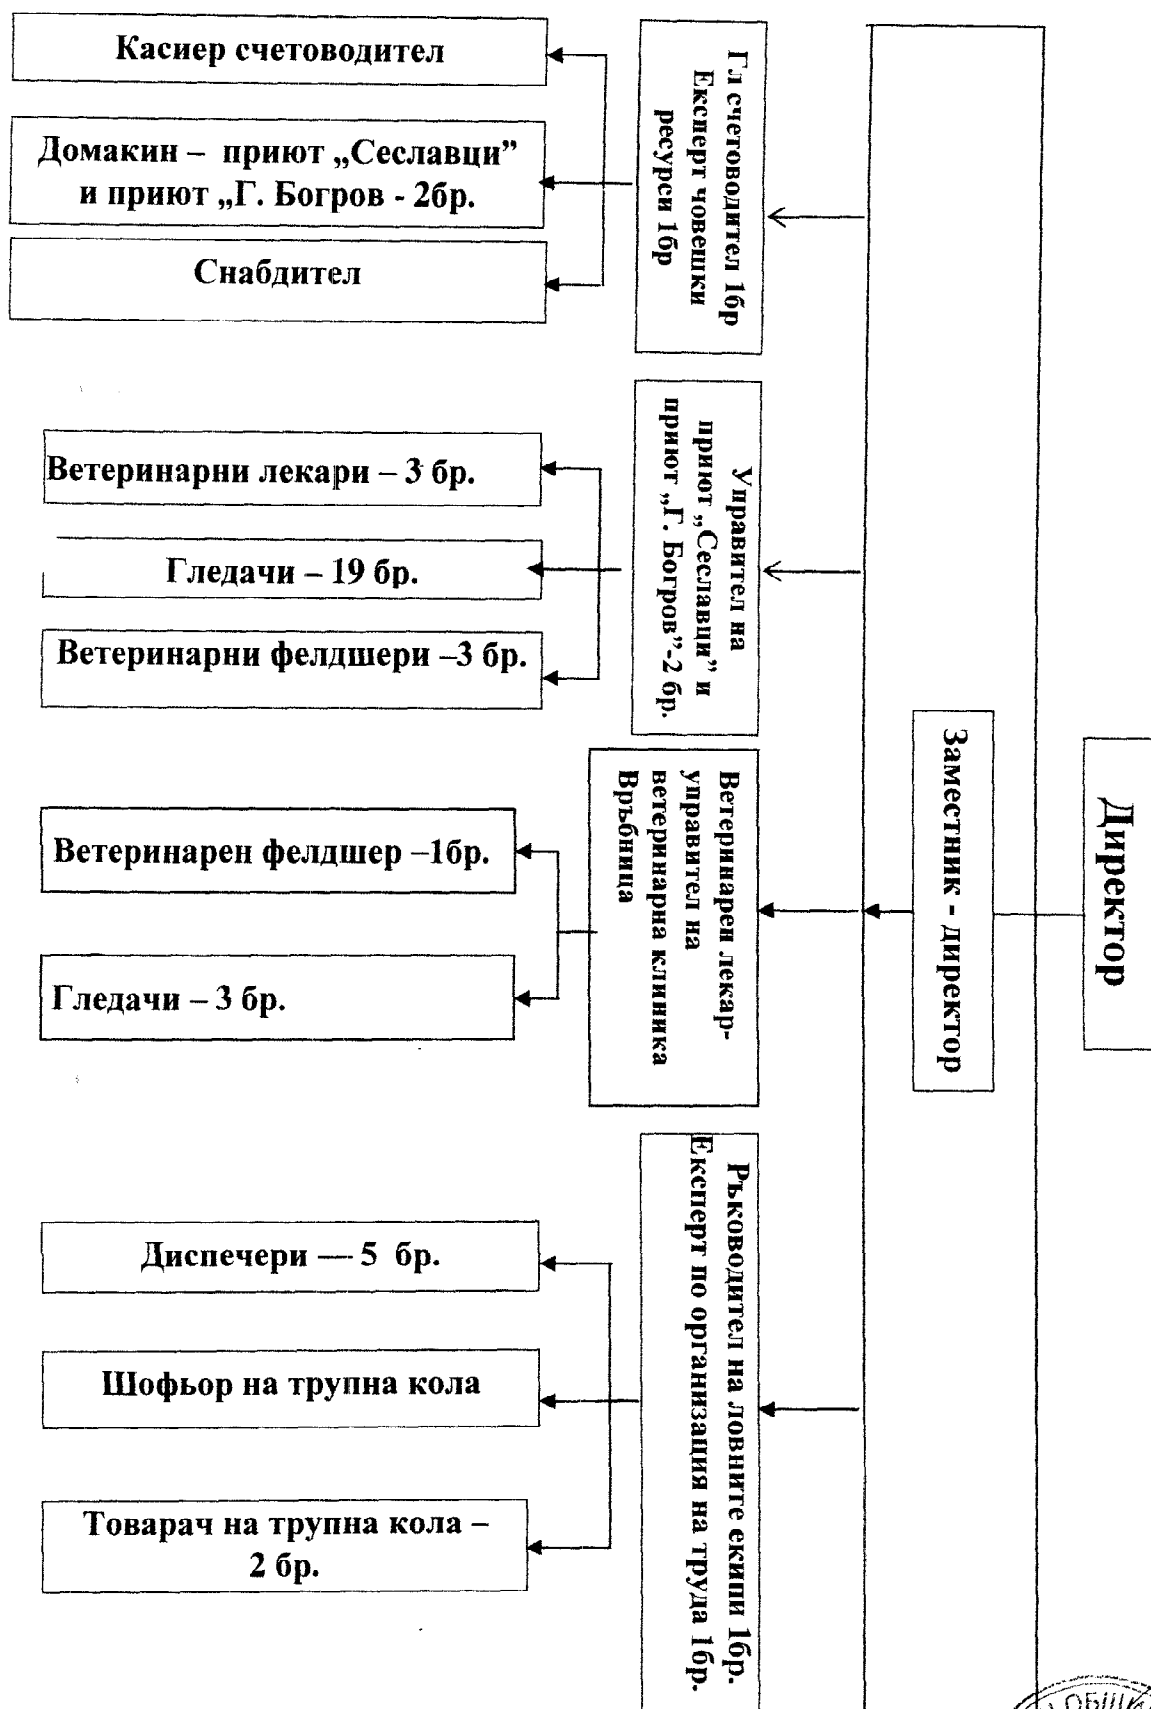 Директор
Заместник - директор
Гл счетоводител 1бр
Експерт човешки
ресурси 1бр
Касиер счетоводител
Домакин – приют „Сеславци”
и приют „Г. Богров - 2бр.
Снабдител
Управител на
приют „Сеславци” и
приют „Г. Богров”-2 бр.
Ветеринарни лекари – 3 бр.
Гледачи – 19 бр.
Ветеринарни фелдшери –3 бр.
Ветеринарен лекар-
управител на
ветеринарна клиника
Връбница
Ветеринарен фелдшер –1бр.
Гледачи – 3 бр.
Ръководител на ловните екипи 1бр.
Експерт по организация на труда 1бр.
Диспечери — 5 бр.
Шофьор на трупна кола
Товарач на трупна кола –
2 бр.